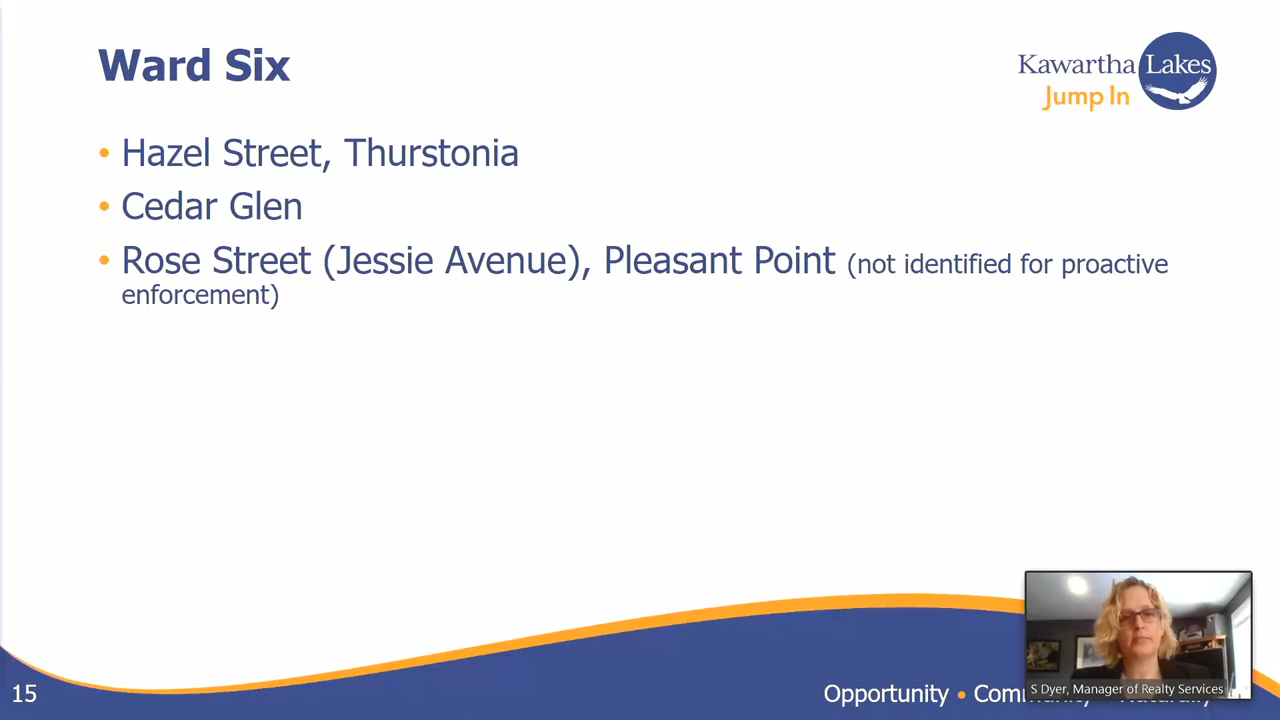 Ward Six
Kawartha Lakes
Jump In
• Hazel Street, Thurstonia
• Cedar Glen
• Rose Street (Jessie Avenue), Pleasant Point (not identified for proactive
enforcement)
15
Opportunity •
S Dyer, Manager of Realty Services